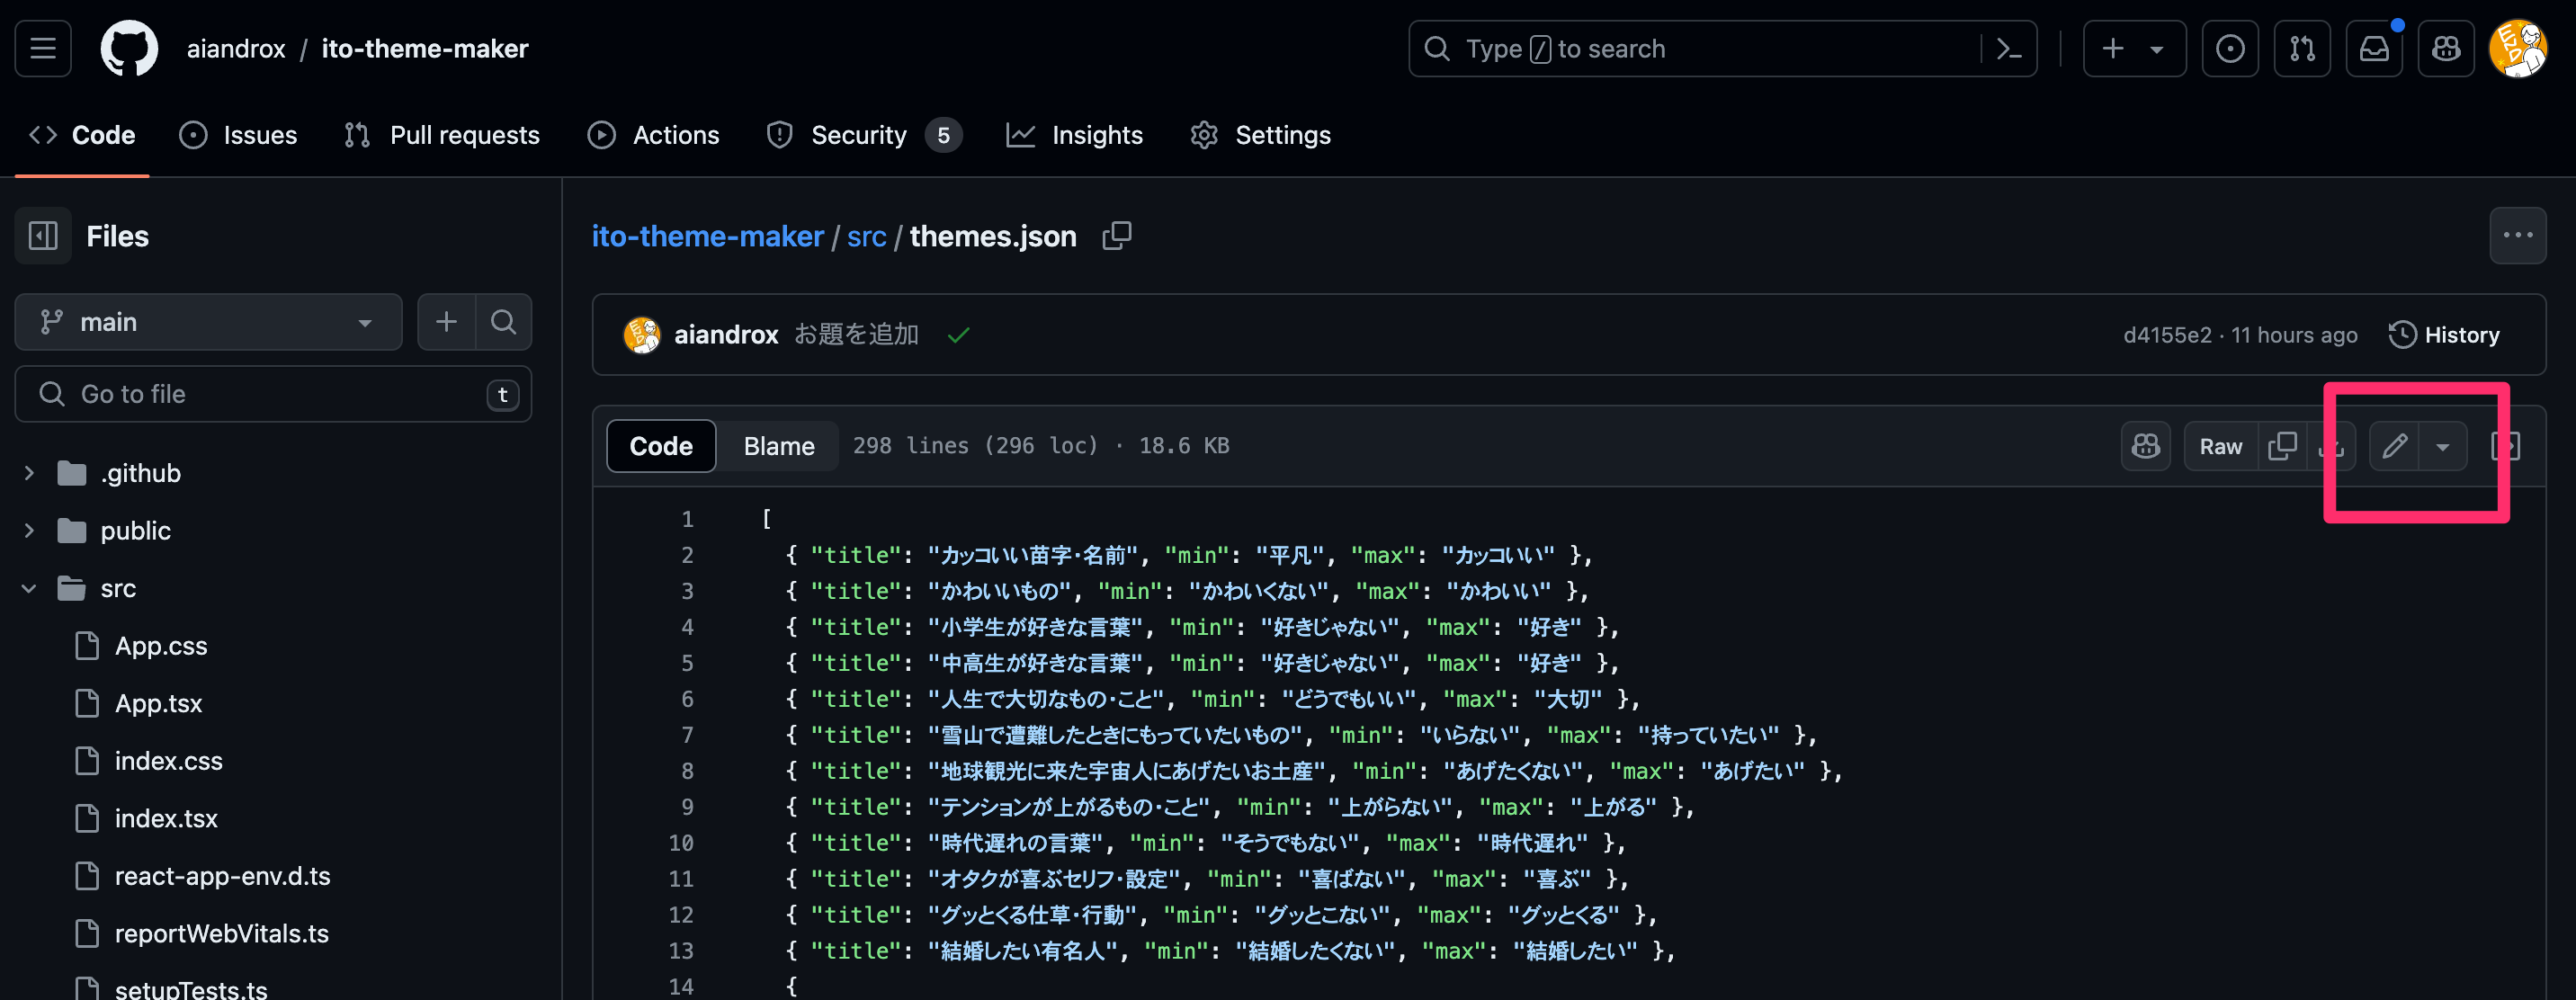 aiandrox / ito-theme-maker
Type / to search
Code
Issues
Pull requests
Actions
Security 5
Insights
Settings
Files
main
Go to file
t
.github
public
src
App.css
App.tsx
index.css
index.tsx
react-app-env.d.ts
reportWebVitals.ts
setupTests.ts
ito-theme-maker / src / themes.json
aiandrox お題を追加
d4155e2 · 11 hours ago
History
Code
Blame
298 lines (296 loc) · 18.6 KB
Raw
1 [
2 { "title": "カッコいい苗字・名前", "min": "平凡", "max": "カッコいい" },
3 { "title": "かわいいもの", "min": "かわいくない", "max": "かわいい" },
4 { "title": "小学生が好きな言葉", "min": "好きじゃない", "max": "好き" },
5 { "title": "中高生が好きな言葉", "min": "好きじゃない", "max": "好き" },
6 { "title": "人生で大切なもの・こと", "min": "どうでもいい", "max": "大切" },
7 { "title": "雪山で遭難したときにもっていたいもの", "min": "いらない", "max": "持っていたい" },
8 { "title": "地球観光に来た宇宙人にあげたいお土産", "min": "あげたくない", "max": "あげたい" },
9 { "title": "テンションが上がるもの・こと", "min": "上がらない", "max": "上がる" },
10 { "title": "時代遅れの言葉", "min": "そうでもない", "max": "時代遅れ" },
11 { "title": "オタクが喜ぶセリフ・設定", "min": "喜ばない", "max": "喜ぶ" },
12 { "title": "グッとくる仕草・行動", "min": "グッとこない", "max": "グッとくる" },
13 { "title": "結婚したい有名人", "min": "結婚したくない", "max": "結婚したい" },
14 {